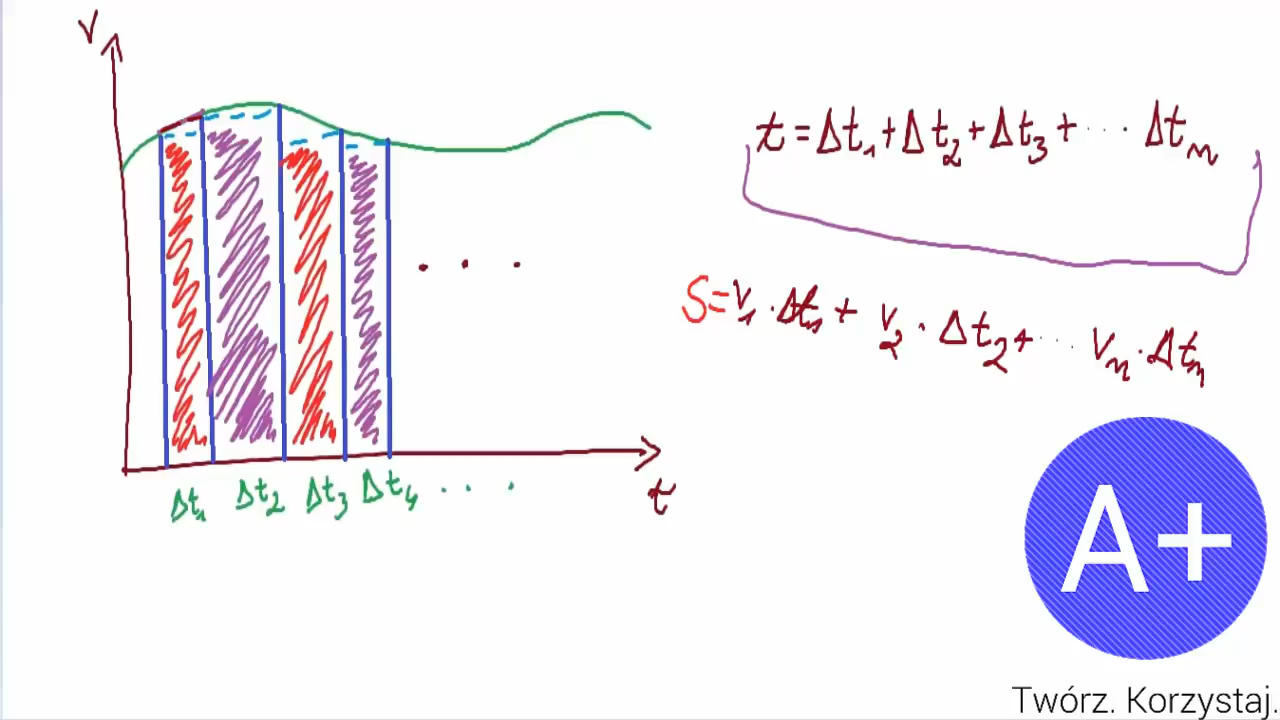 V
t = Δt₁ + Δt₂ + Δt₃ + ... Δtₙ
S = V₁ · Δt₁ + V₂ · Δt₂ + ... Vₙ · Δtₙ
Δt₁ Δt₂ Δt₃ Δt₄ . . . t
A+
Twórz. Korzystaj.